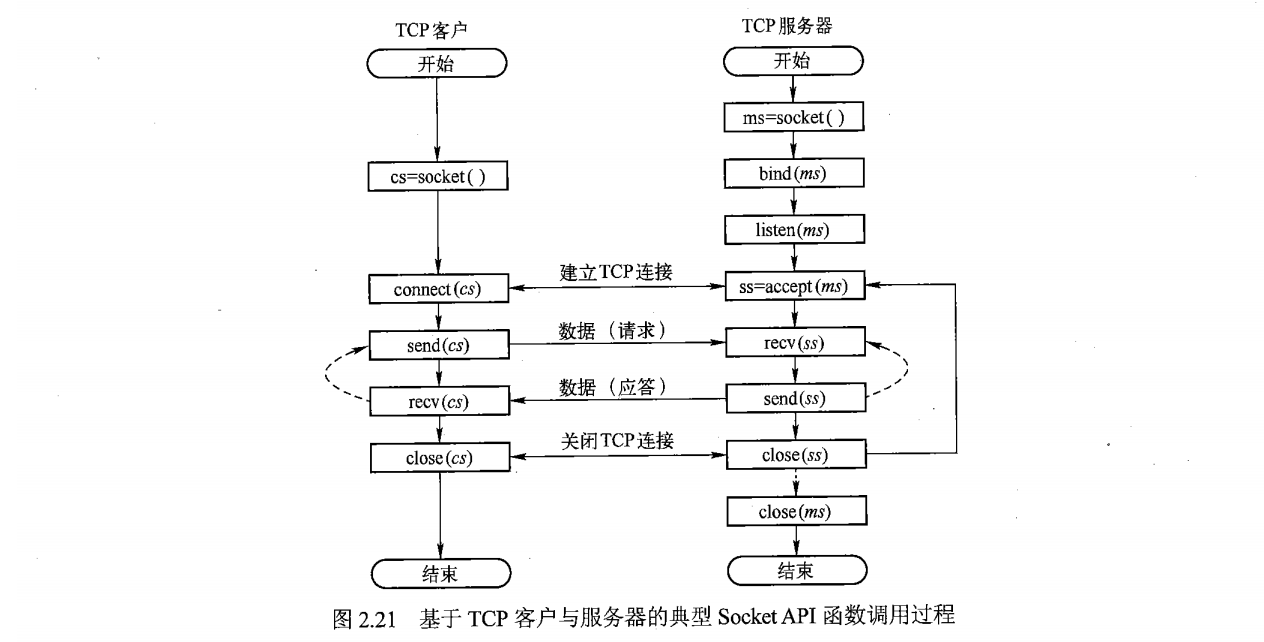 TCP客户
开始
cs=socket( )
connect(cs)
send(cs)
recv(cs)
close(cs)
结束
建立TCP连接
数据（请求）
数据（应答）
关闭TCP连接
TCP服务器
开始
ms=socket( )
bind(ms)
listen(ms)
ss=accept(ms)
recv(ss)
send(ss)
close(ss)
close(ms)
结束
图 2.21 基于 TCP 客户与服务器的典型 Socket API 函数调用过程